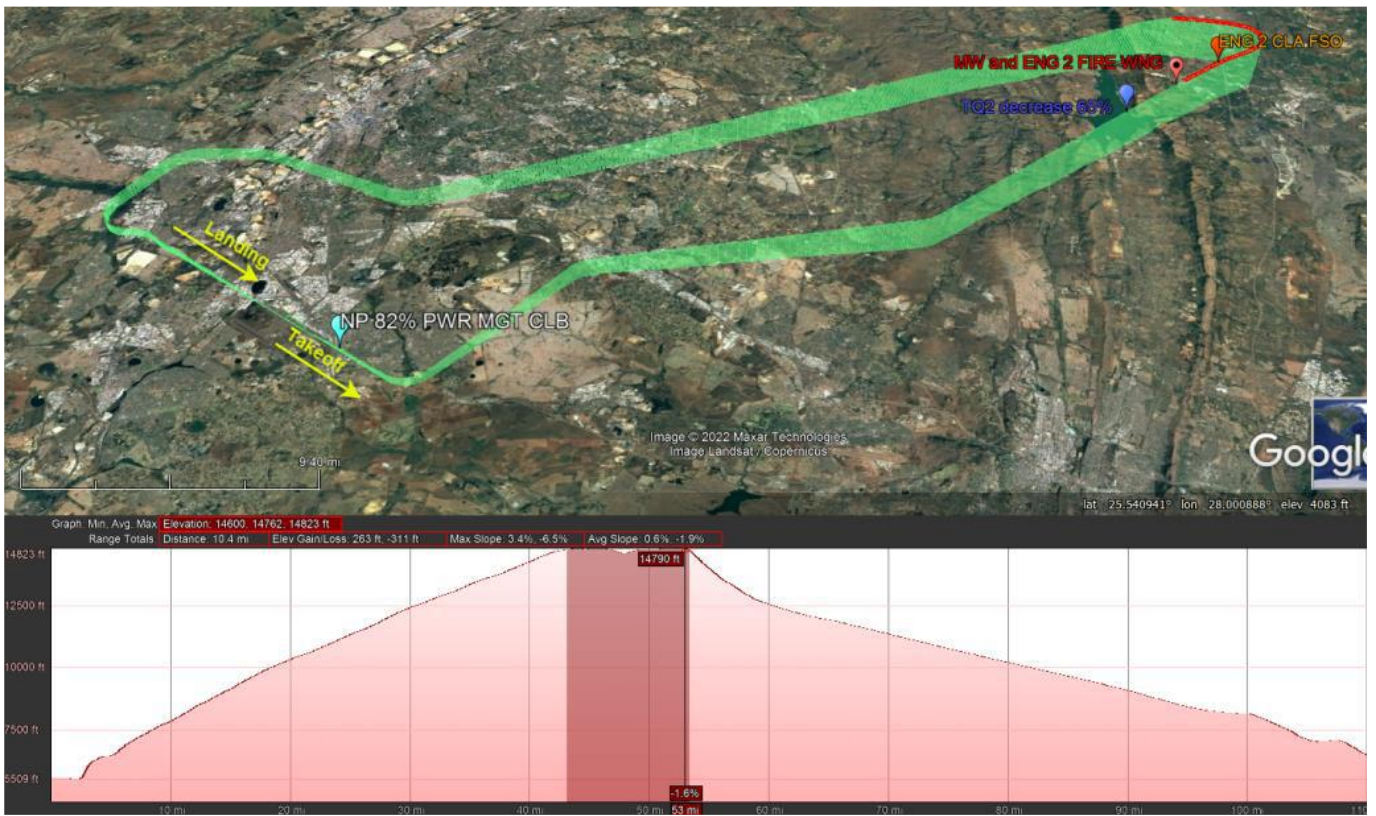 ENG 2 CLA FSO
MW and ENG 2 FIRE WNG
TQ2 decrease 65%
Landing
NP 82% PWR MGT CLB
Takeoff
Image © 2022 Maxar Technologies
Image Landsat / Copernicus
9.40 mi
Google
lat 25.540941° lon 28.000888° elev 4083 ft
Graph: Min, Avg, Max Elevation: 14600, 14762, 14823 ft
Range Totals: Distance: 10.4 mi Elev Gain/Loss: 263 ft, -311 ft Max Slope: 3.4%, -6.5% Avg Slope: 0.6%, -1.9%
14823 ft
14790 ft
12500 ft
10000 ft
7500 ft
5509 ft
-1.6%
10 mi 20 mi 30 mi 40 mi 50 mi 53 mi 60 mi 70 mi 80 mi 90 mi 100 mi 110